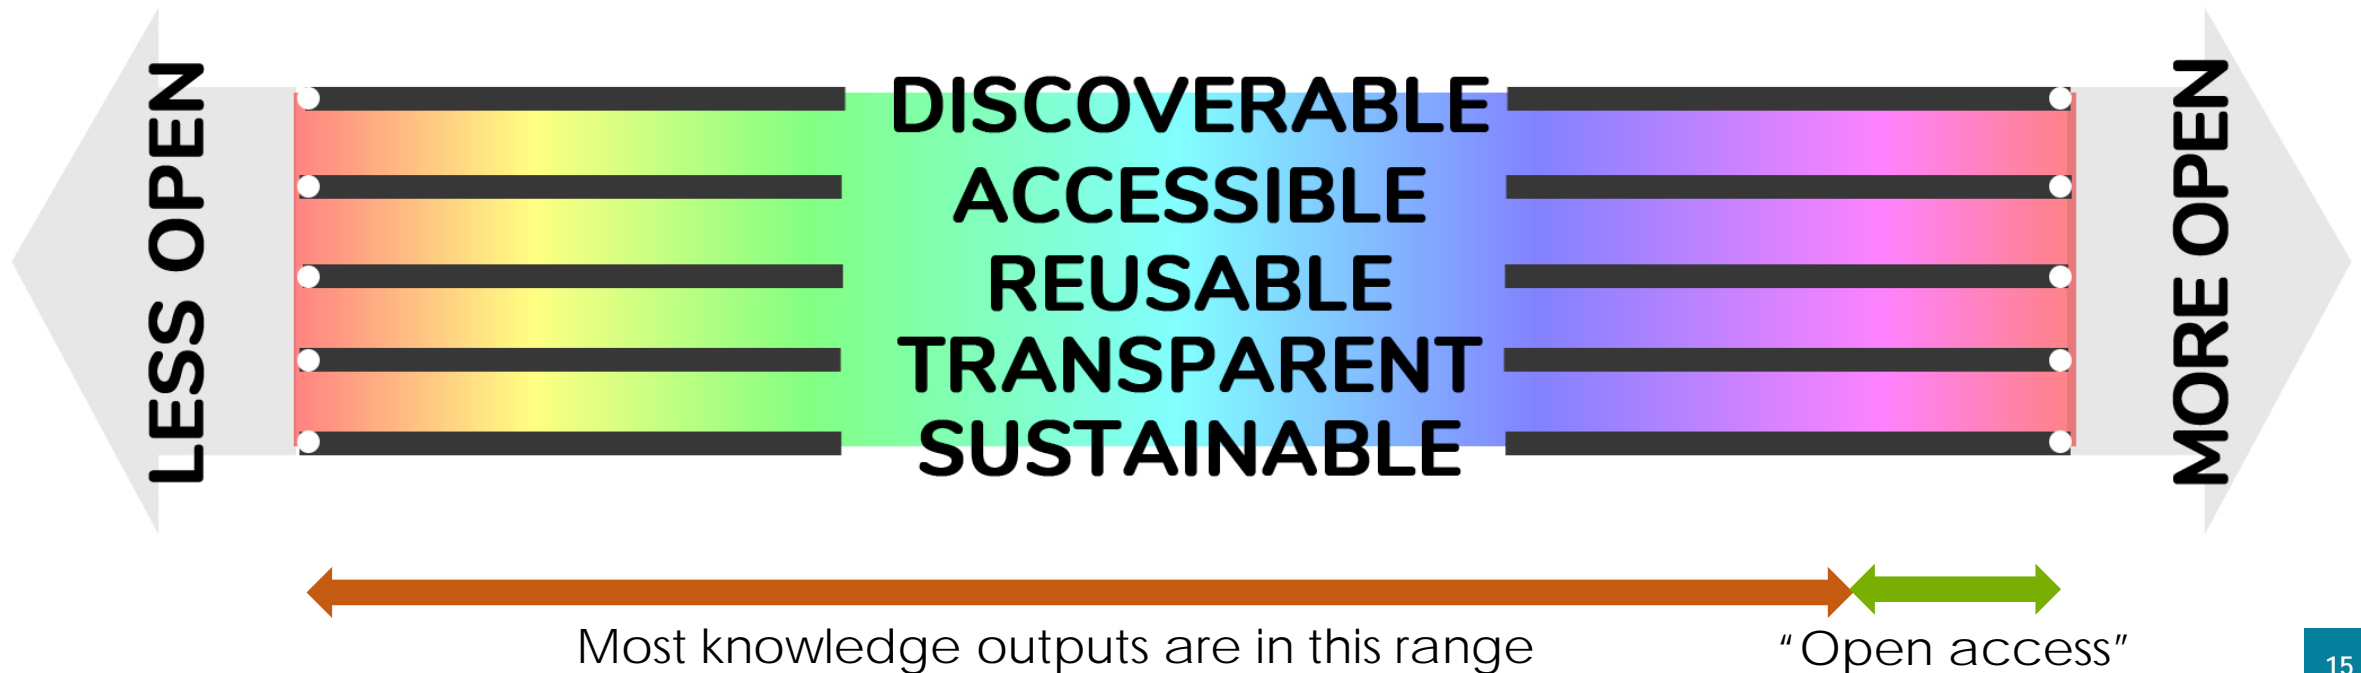 LESS OPEN
DISCOVERABLE
ACCESSIBLE
REUSABLE
TRANSPARENT
SUSTAINABLE
MORE OPEN
Most knowledge outputs are in this range
“Open access”
15